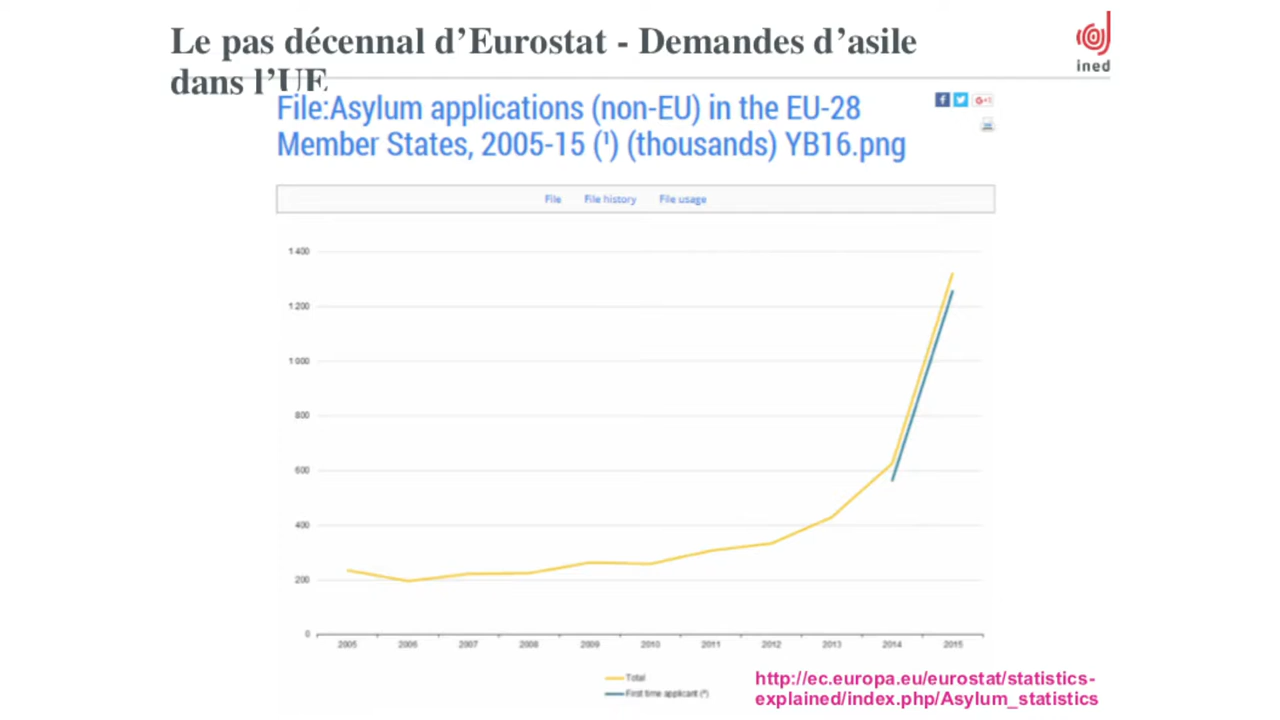 Le pas décennal d’Eurostat - Demandes d’asile
dans l’UE
ined
File:Asylum applications (non-EU) in the EU-28
Member States, 2005-15 (¹) (thousands) YB16.png
File File history File usage
1 400
1 200
1 000
800
600
400
200
0
2005 2006 2007 2008 2009 2010 2011 2012 2013 2014 2015
Total
First time applicant (²)
http://ec.europa.eu/eurostat/statistics-
explained/index.php/Asylum_statistics